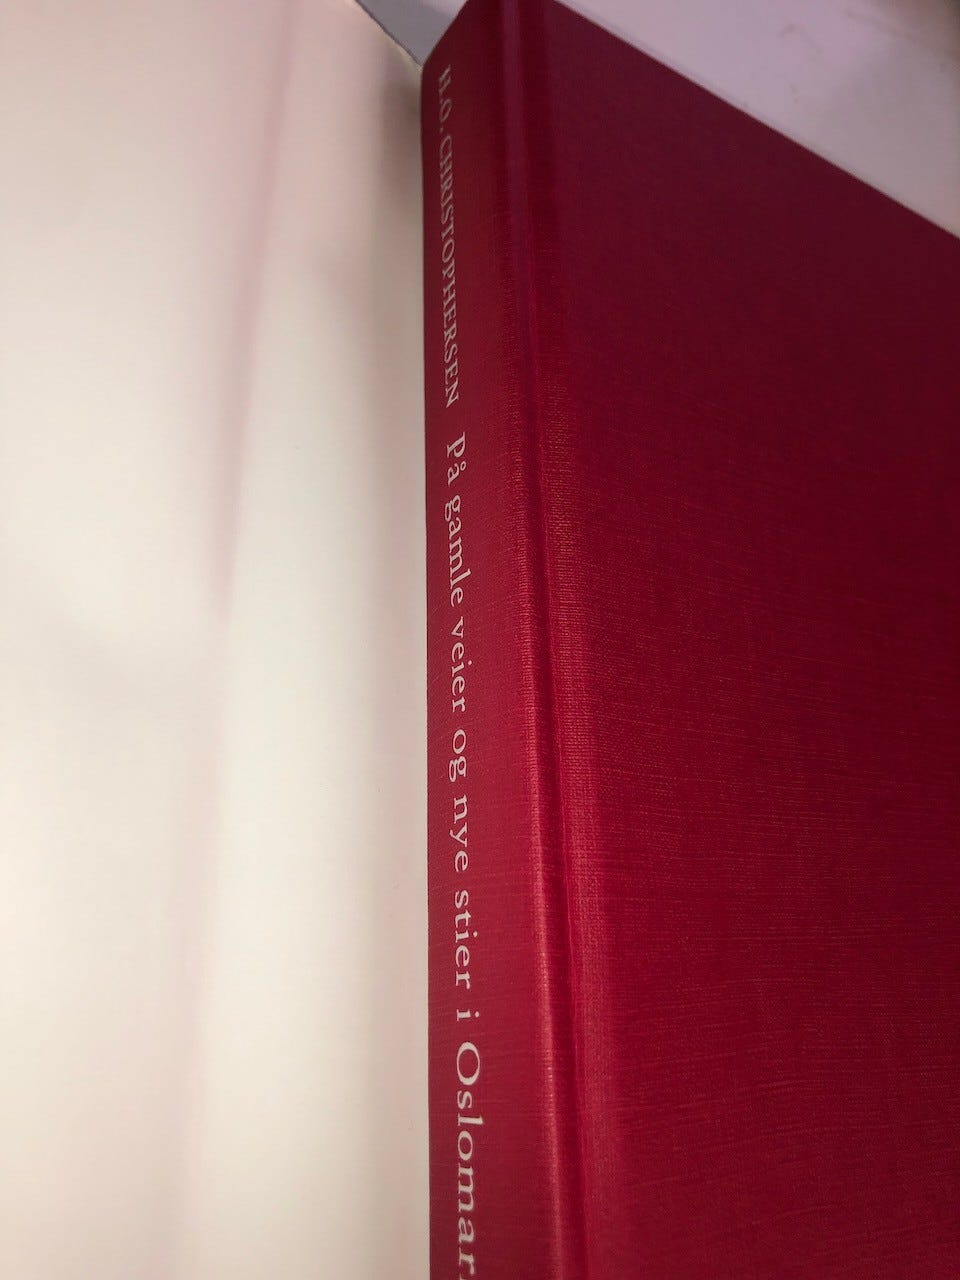 H.O. CHRISTOPHERSEN På gamle veier og nye stier i Oslomar